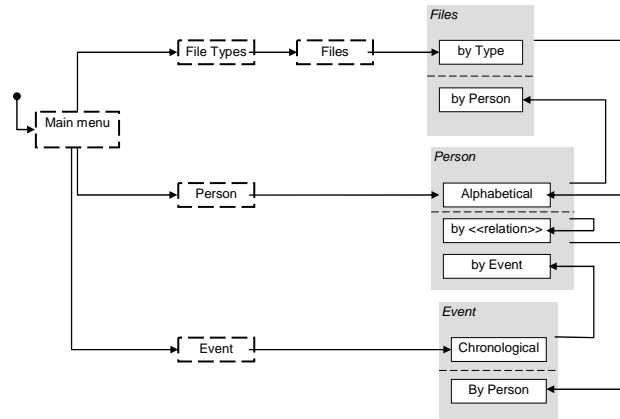 Files
File Types
Files
by Type
by Person
Main menu
Person
Person
Alphabetical
by <<relation>>
by Event
Event
Event
Chronological
By Person